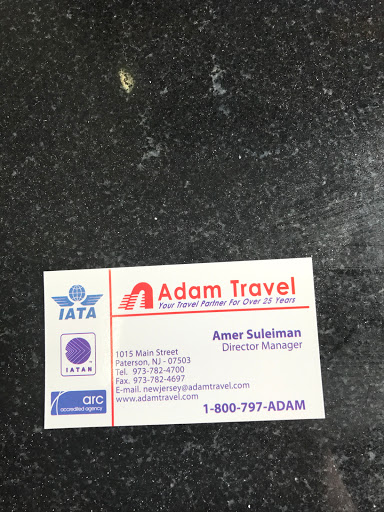 IATA
IATAN
arc
accredited agency
Adam Travel
Your Travel Partner For Over 25 Years
Amer Suleiman
Director Manager
1015 Main Street
Paterson, NJ - 07503
Tel. 973-782-4700
Fax. 973-782-4697
E-mail. newjersey@adamtravel.com
www.adamtravel.com
1-800-797-ADAM